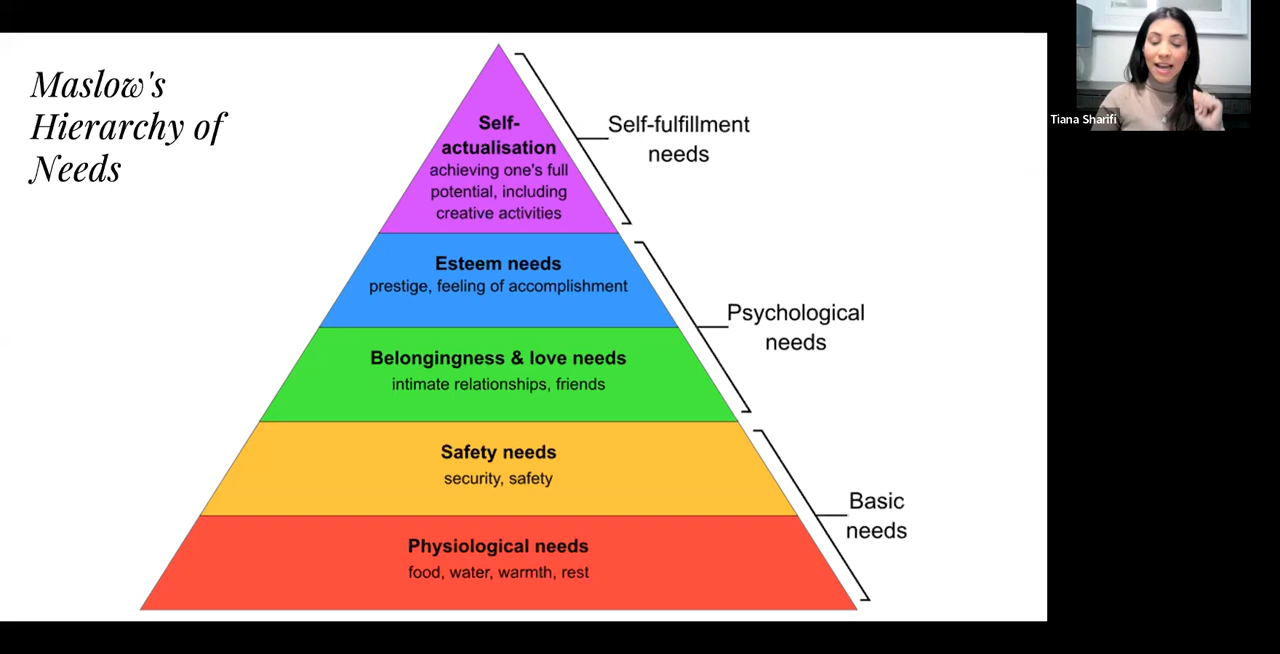 Maslow's
Hierarchy of
Needs
Self-
actualisation
achieving one's full
potential, including
creative activities
Self-fulfillment
needs
Esteem needs
prestige, feeling of accomplishment
Belongingness & love needs
intimate relationships, friends
Psychological
needs
Safety needs
security, safety
Physiological needs
food, water, warmth, rest
Basic
needs
Tiana Sharifi